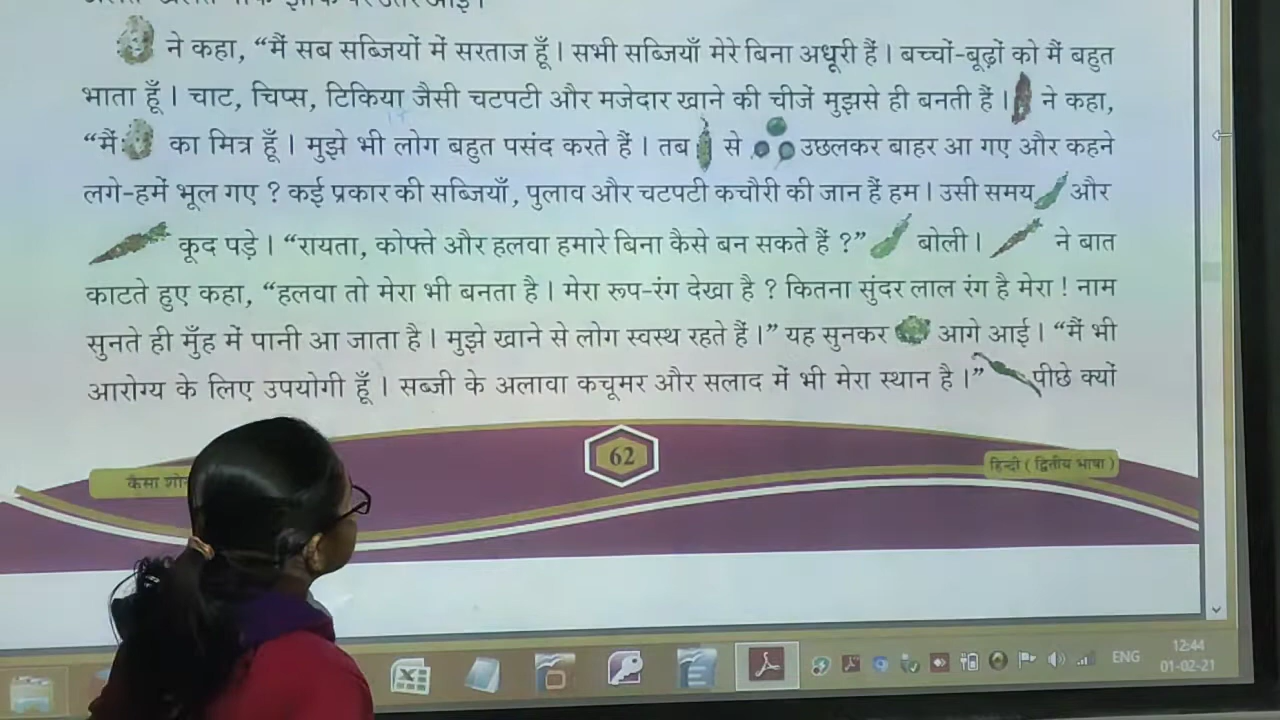 ने कहा, “मैं सब सब्जियों में सरताज हूँ। सभी सब्जियाँ मेरे बिना अधूरी हैं। बच्चों-बूढ़ों को मैं बहुत
भाता हूँ। चाट, चिप्स, टिकिया जैसी चटपटी और मजेदार खाने की चीजें मुझसे ही बनती हैं। ने कहा,
“मैं का मित्र हूँ। मुझे भी लोग बहुत पसंद करते हैं। तब से उछलकर बाहर आ गए और कहने
लगे-हमें भूल गए ? कई प्रकार की सब्जियाँ, पुलाव और चटपटी कचौरी की जान हैं हम। उसी समय और
कूद पड़े। “रायता, कोफ्ते और हलवा हमारे बिना कैसे बन सकते हैं ?” बोली। ने बात
काटते हुए कहा, “हलवा तो मेरा भी बनता है। मेरा रूप-रंग देखा है ? कितना सुंदर लाल रंग है मेरा ! नाम
सुनते ही मुँह में पानी आ जाता है। मुझे खाने से लोग स्वस्थ रहते हैं।” यह सुनकर आगे आई। “मैं भी
आरोग्य के लिए उपयोगी हूँ। सब्जी के अलावा कचूमर और सलाद में भी मेरा स्थान है।” पीछे क्यों
कैसा
62
हिन्दी ( द्वितीय भाषा )
ENG
12:44
01-02-21